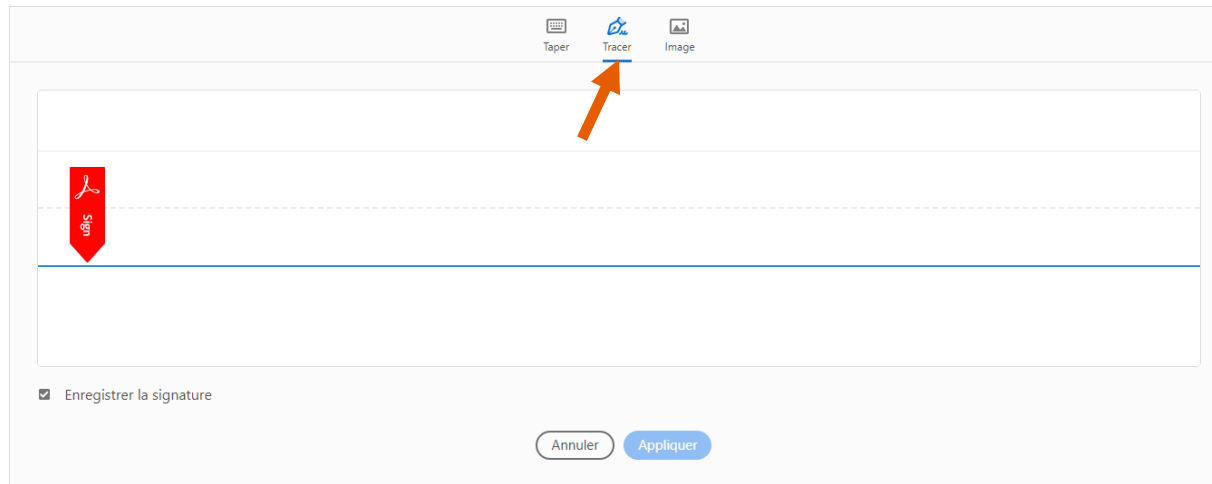 Taper Tracer Image
Sign
Enregistrer la signature
Annuler Appliquer